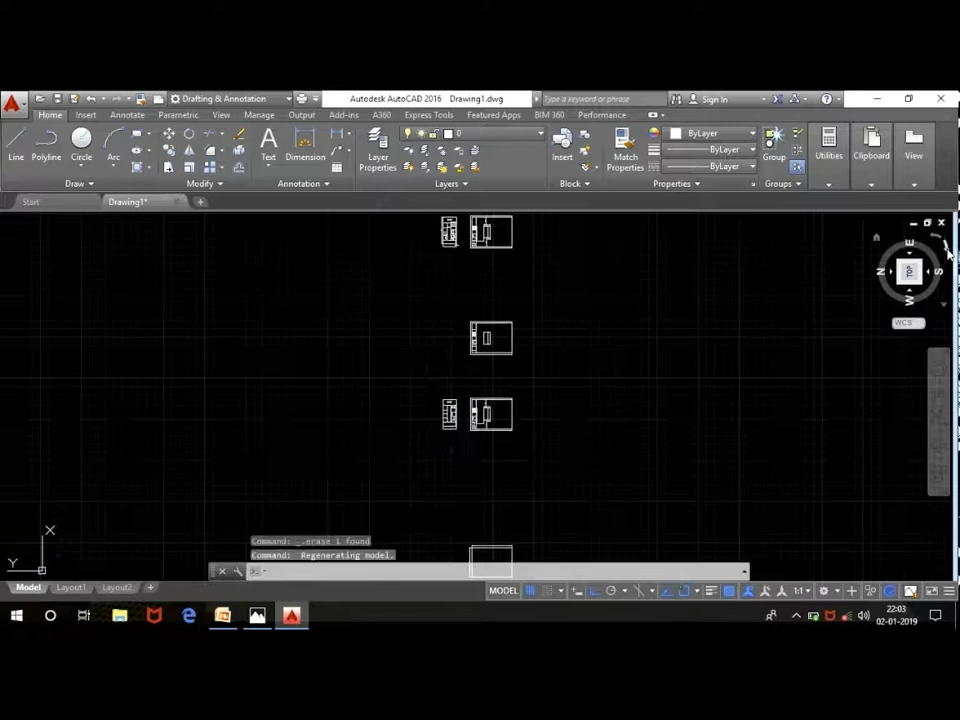 Drafting & Annotation
Autodesk AutoCAD 2016 Drawing1.dwg
Type a keyword or phrase
Sign In
Home Insert Annotate Parametric View Manage Output Add-ins A360 Express Tools Featured Apps BIM 360 Performance
0
ByLayer
ByLayer
ByLayer
Line Polyline Circle Arc Text Dimension Layer Properties Insert Match Properties Group Utilities Clipboard View
Draw Modify Annotation Layers Block Properties Groups
Start Drawing1*
E
N TOP S
W
WCS
X
Y
Command: _.erase 1 found
Command: Regenerating model.
Model Layout1 Layout2
MODEL 1:1
22:03
02-01-2019